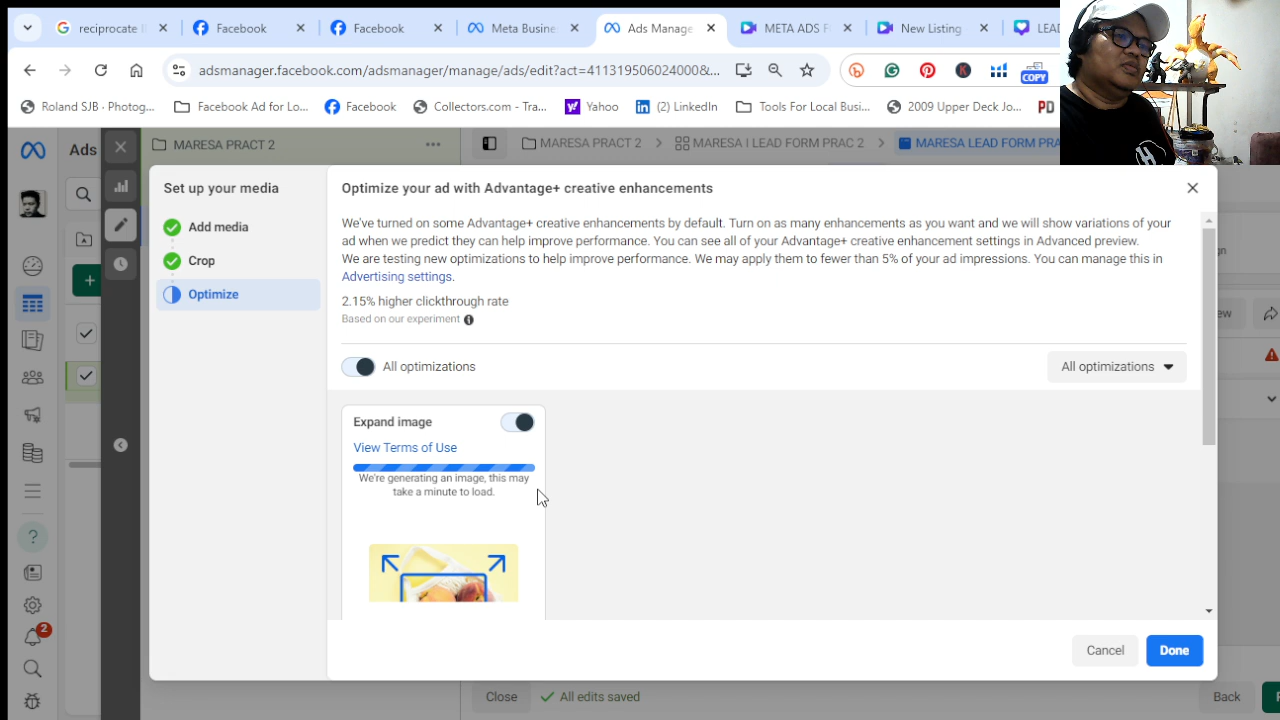 reciprocate
Facebook
Facebook
Meta Busine
Ads Manage
META ADS F
New Listing
LEAD
adsmanager.facebook.com/adsmanager/manage/ads/edit?act=411319506024000&...
COPY
Roland SJB - Photog...
Facebook Ad for Lo...
Facebook
Collectors.com - Tra...
Yahoo
(2) LinkedIn
Tools For Local Busi...
2009 Upper Deck Jo...
PD
Ads
MARESA PRACT 2
...
MARESA PRACT 2
MARESA I LEAD FORM PRAC 2
MARESA LEAD FORM PRA
Set up your media
Add media
Crop
Optimize
Optimize your ad with Advantage+ creative enhancements
We've turned on some Advantage+ creative enhancements by default. Turn on as many enhancements as you want and we will show variations of your
ad when we predict they can help improve performance. You can see all of your Advantage+ creative enhancement settings in Advanced preview.
We are testing new optimizations to help improve performance. We may apply them to fewer than 5% of your ad impressions. You can manage this in
Advertising settings.
2.15% higher clickthrough rate
Based on our experiment
All optimizations
All optimizations
Expand image
View Terms of Use
We're generating an image, this may
take a minute to load.
Cancel
Done
2
Close
All edits saved
Back